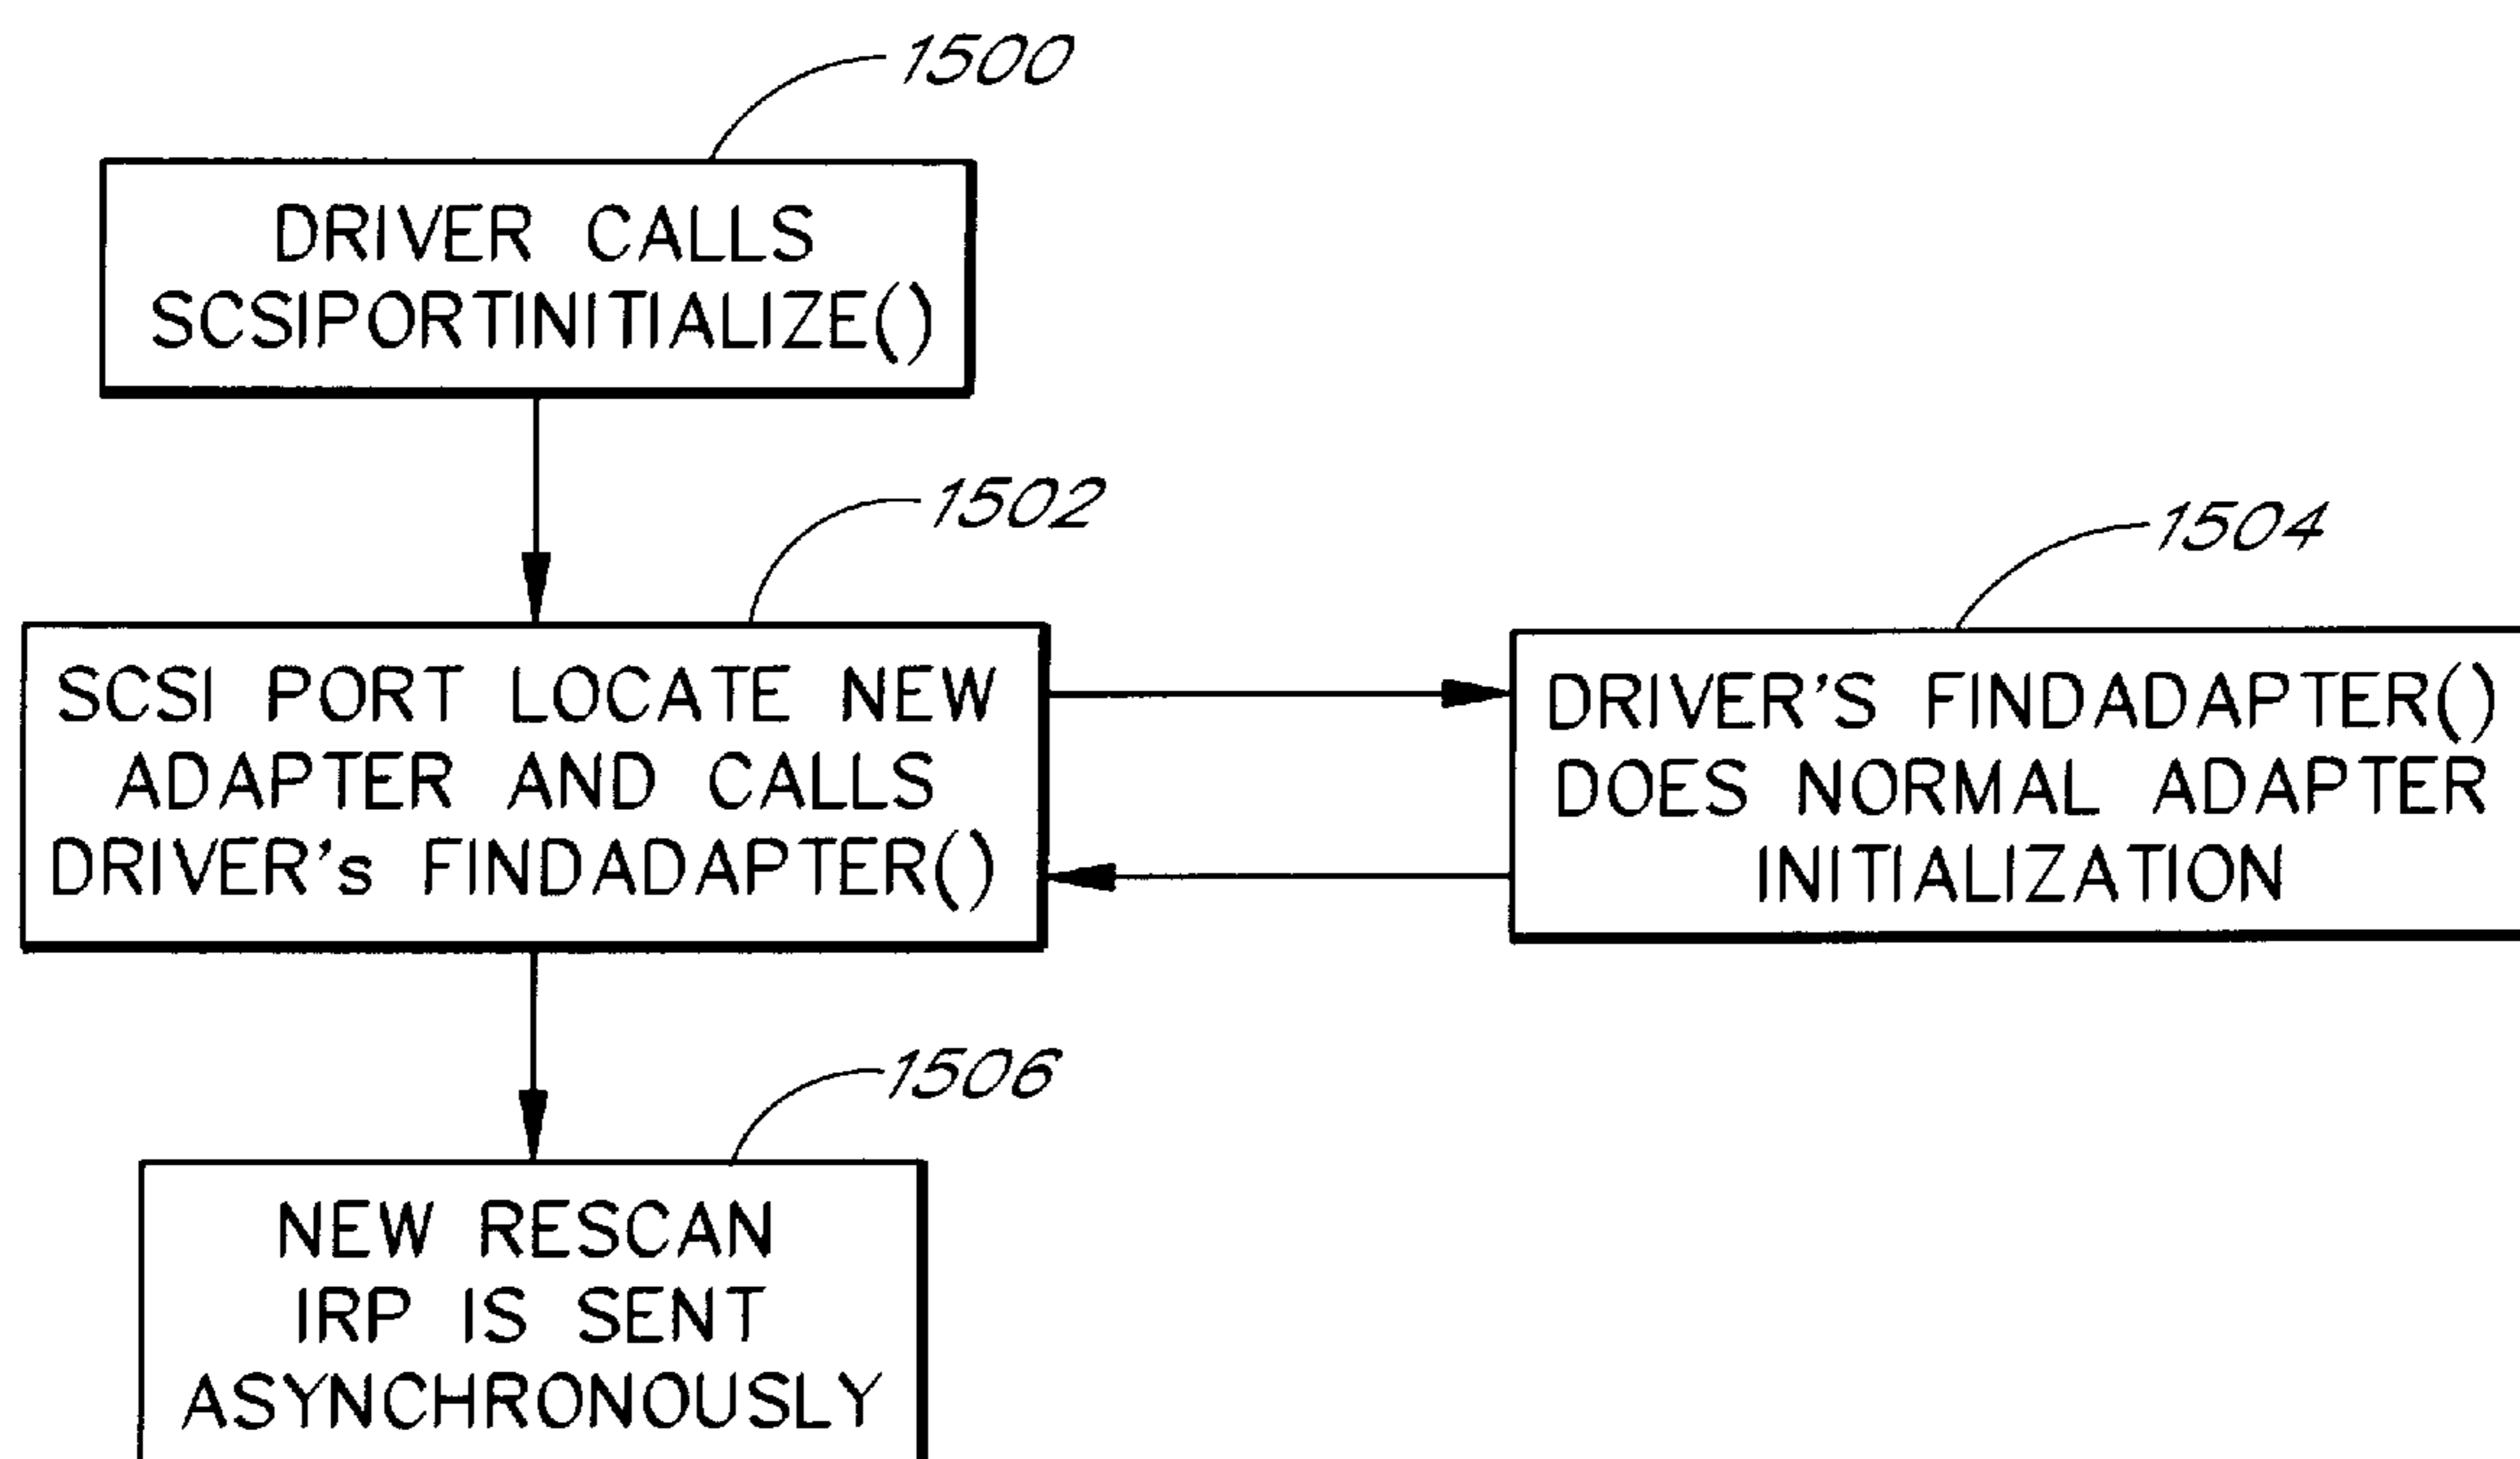 1500
DRIVER CALLS
SCSIPORTINITIALIZE()
1502
SCSI PORT LOCATE NEW
ADAPTER AND CALLS
DRIVER's FINDADAPTER()
1504
DRIVER'S FINDADAPTER()
DOES NORMAL ADAPTER
INITIALIZATION
1506
NEW RESCAN
IRP IS SENT
ASYNCHRONOUSLY